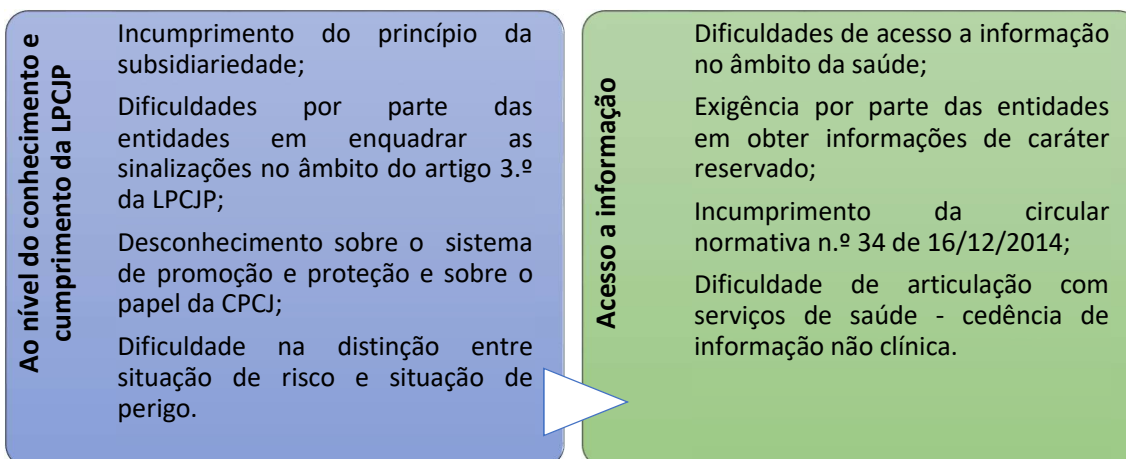 Ao nível do conhecimento e
cumprimento da LPCJP
Incumprimento do princípio da
subsidiariedade;
Dificuldades por parte das
entidades em enquadrar as
sinalizações no âmbito do artigo 3.º
da LPCJP;
Desconhecimento sobre o sistema
de promoção e proteção e sobre o
papel da CPCJ;
Dificuldade na distinção entre
situação de risco e situação de
perigo.
Acesso a informação
Dificuldades de acesso a informação
no âmbito da saúde;
Exigência por parte das entidades
em obter informações de caráter
reservado;
Incumprimento da circular
normativa n.º 34 de 16/12/2014;
Dificuldade de articulação com
serviços de saúde - cedência de
informação não clínica.